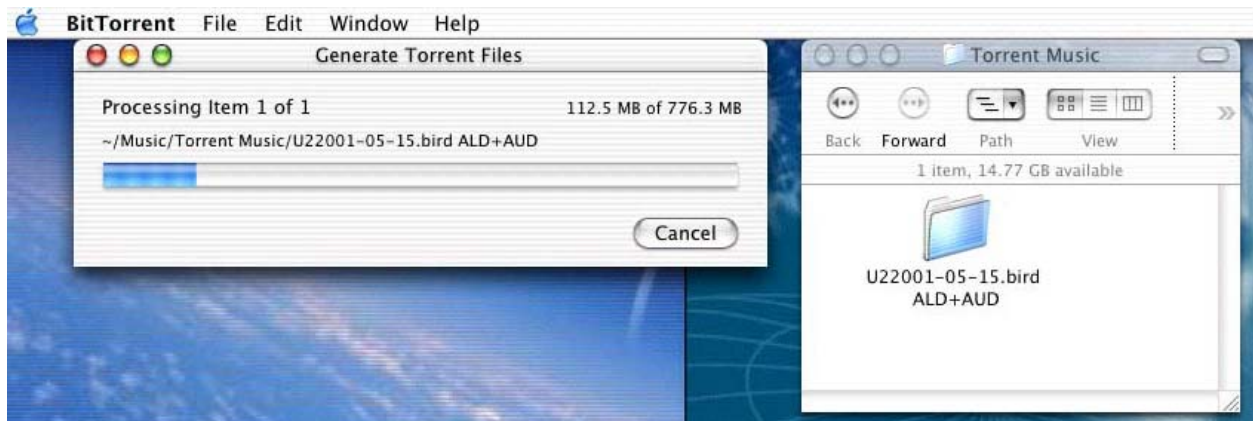 BitTorrent File Edit Window Help
Generate Torrent Files
Processing Item 1 of 1 112.5 MB of 776.3 MB
~/Music/Torrent Music/U22001-05-15.bird ALD+AUD
Cancel
Torrent Music
Back Forward Path View
1 item, 14.77 GB available
U22001-05-15.bird
ALD+AUD